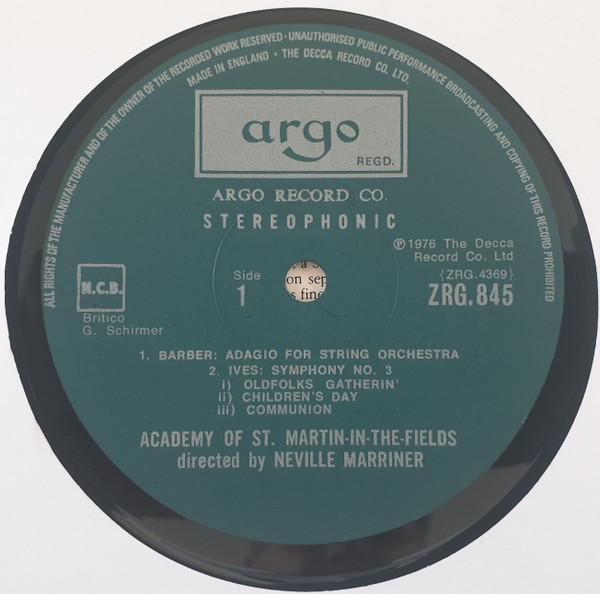 ALL RIGHTS OF THE MANUFACTURER AND OF THE OWNER OF THE RECORDED WORK RESERVED · UNAUTHORISED PUBLIC PERFORMANCE BROADCASTING AND COPYING OF THIS RECORD PROHIBITED
MADE IN ENGLAND · THE DECCA RECORD CO. LTD.
argo
REGD.
ARGO RECORD CO.
STEREOPHONIC
℗1976 The Decca
Record Co. Ltd
Side
1
on sep
s fine
{ZRG.4369}
ZRG.845
N.C.B.
Britico
G. Schirmer
1. BARBER: ADAGIO FOR STRING ORCHESTRA
2. IVES: SYMPHONY NO. 3
i) OLDFOLKS GATHERIN'
ii) CHILDREN'S DAY
iii) COMMUNION
ACADEMY OF ST. MARTIN-IN-THE-FIELDS
directed by NEVILLE MARRINER